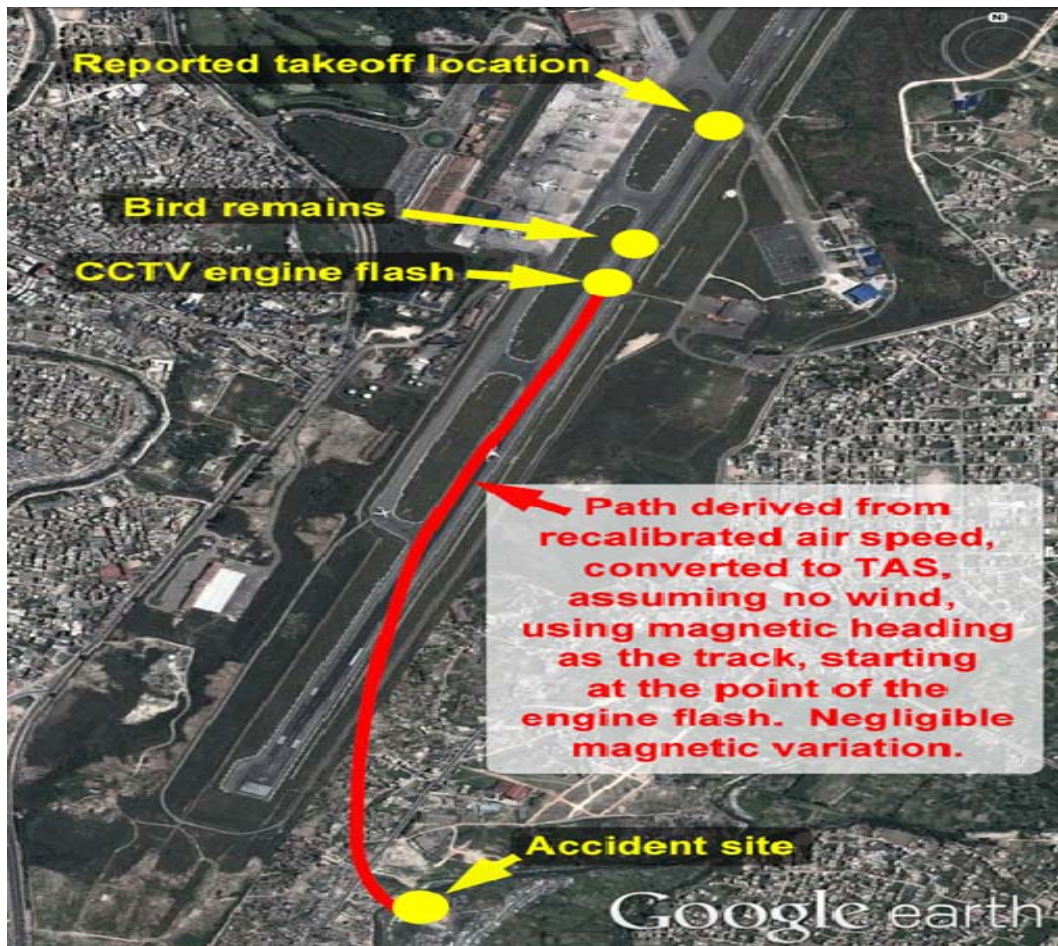 N
Reported takeoff location
Bird remains
CCTV engine flash
Path derived from
recalibrated air speed,
converted to TAS,
assuming no wind,
using magnetic heading
as the track, starting
at the point of the
engine flash.  Negligible
magnetic variation.
Accident site
Google earth